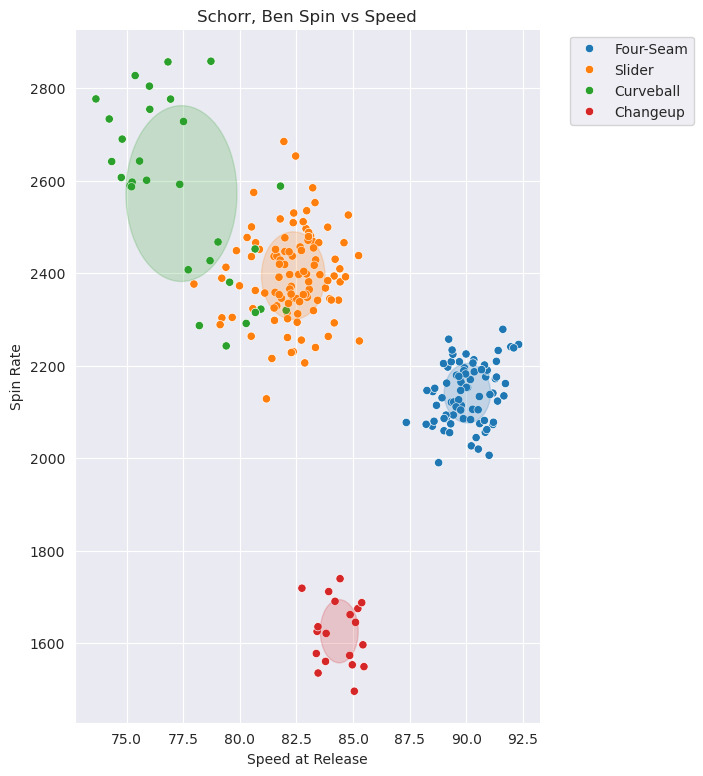 Schorr, Ben Spin vs Speed
Four-Seam
Slider
Curveball
Changeup
2800
2600
2400
2200
2000
1800
1600
Spin Rate
75.0 77.5 80.0 82.5 85.0 87.5 90.0 92.5
Speed at Release